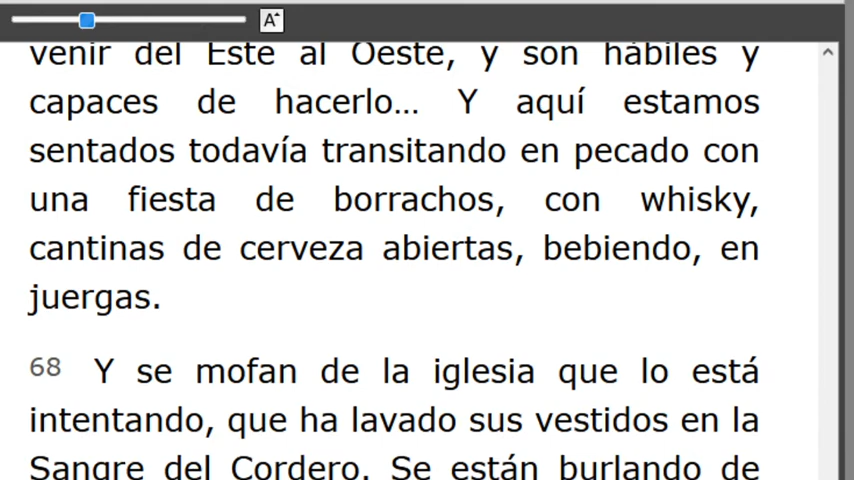 A
venir del Este al Oeste, y son hábiles y
capaces de hacerlo... Y aquí estamos
sentados todavía transitando en pecado con
una fiesta de borrachos, con whisky,
cantinas de cerveza abiertas, bebiendo, en
juergas.
68 Y se mofan de la iglesia que lo está
intentando, que ha lavado sus vestidos en la
Sangre del Cordero. Se están burlando de